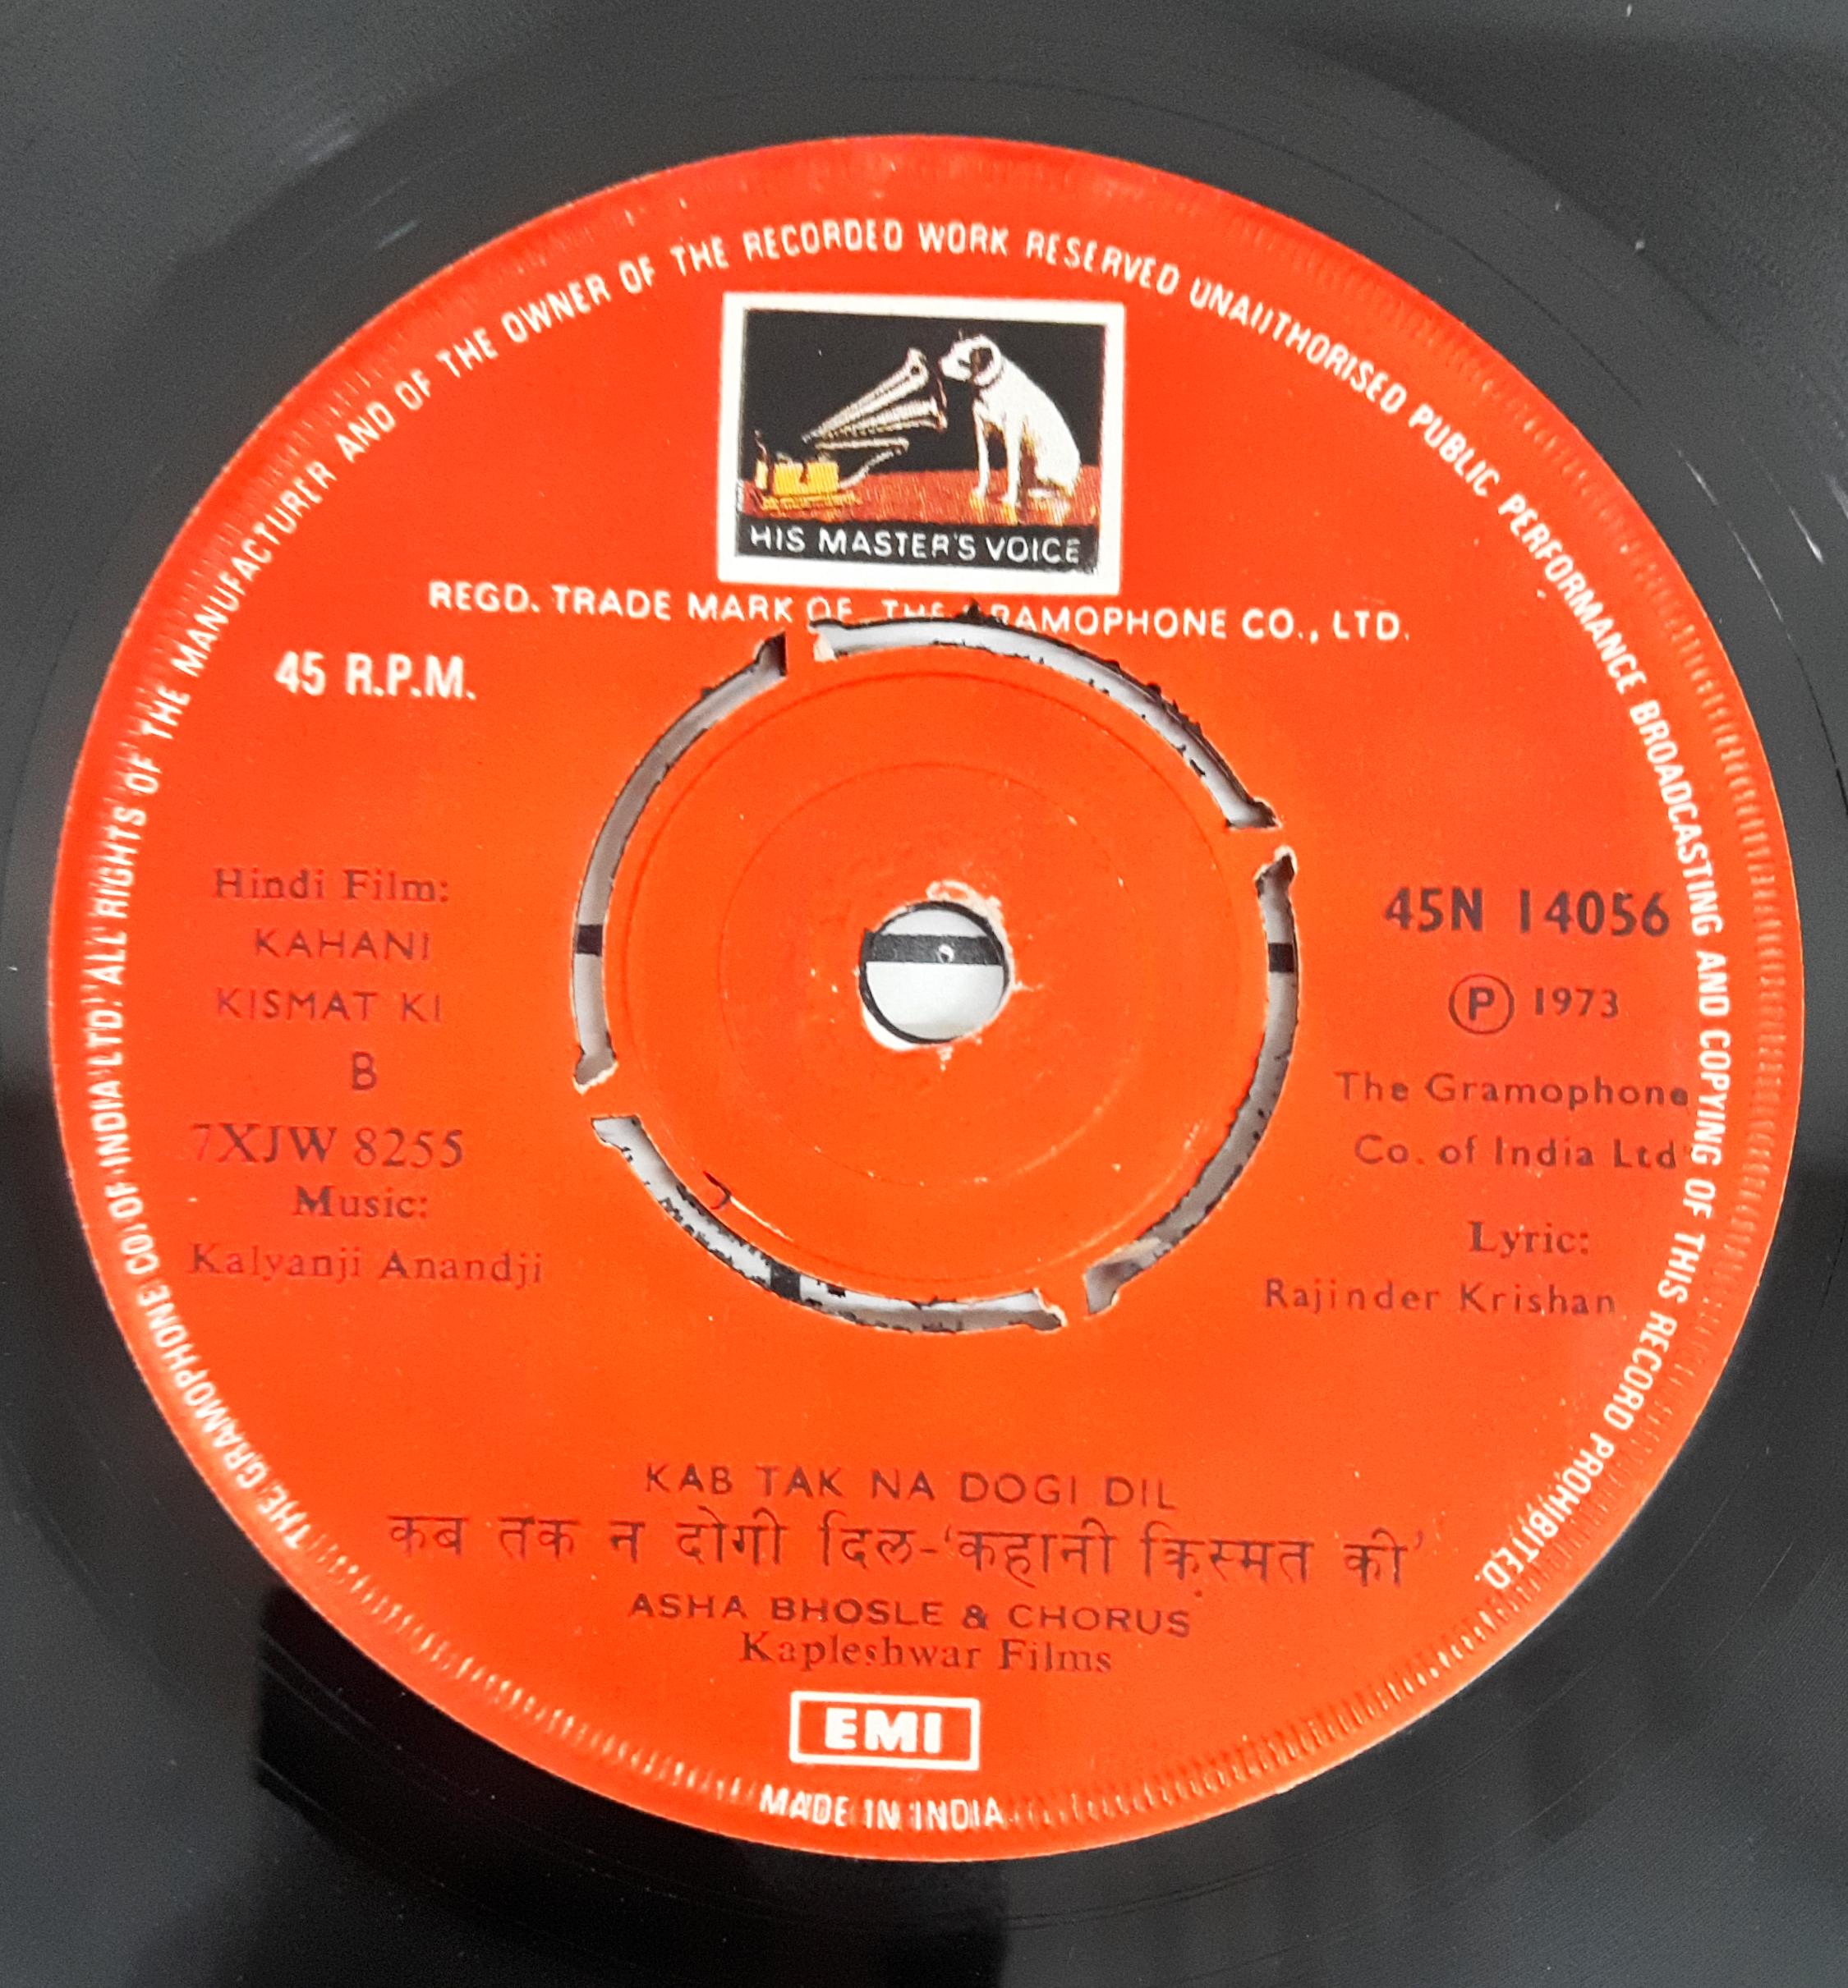 THE GRAMOPHONE CO. OF INDIA LTD. ALL RIGHTS OF THE MANUFACTURER AND OF THE OWNER OF THE RECORDED WORK RESERVED UNAUTHORISED PUBLIC PERFORMANCE BROADCASTING AND COPYING OF THIS RECORD PROHIBITED.
HIS MASTER'S VOICE
REGD. TRADE MARK OF THE GRAMOPHONE CO., LTD.
45 R.P.M.
Hindi Film:
KAHANI
KISMAT KI
B
7XJW 8255
Music:
Kalyanji Anandji
45N 14056
Ⓟ 1973
The Gramophone
Co. of India Ltd
Lyric:
Rajinder Krishan
KAB TAK NA DOGI DIL
कब तक न दोगी दिल-‘कहानी किस्मत की’
ASHA BHOSLE & CHORUS
Kapleshwar Films
EMI
MADE IN INDIA